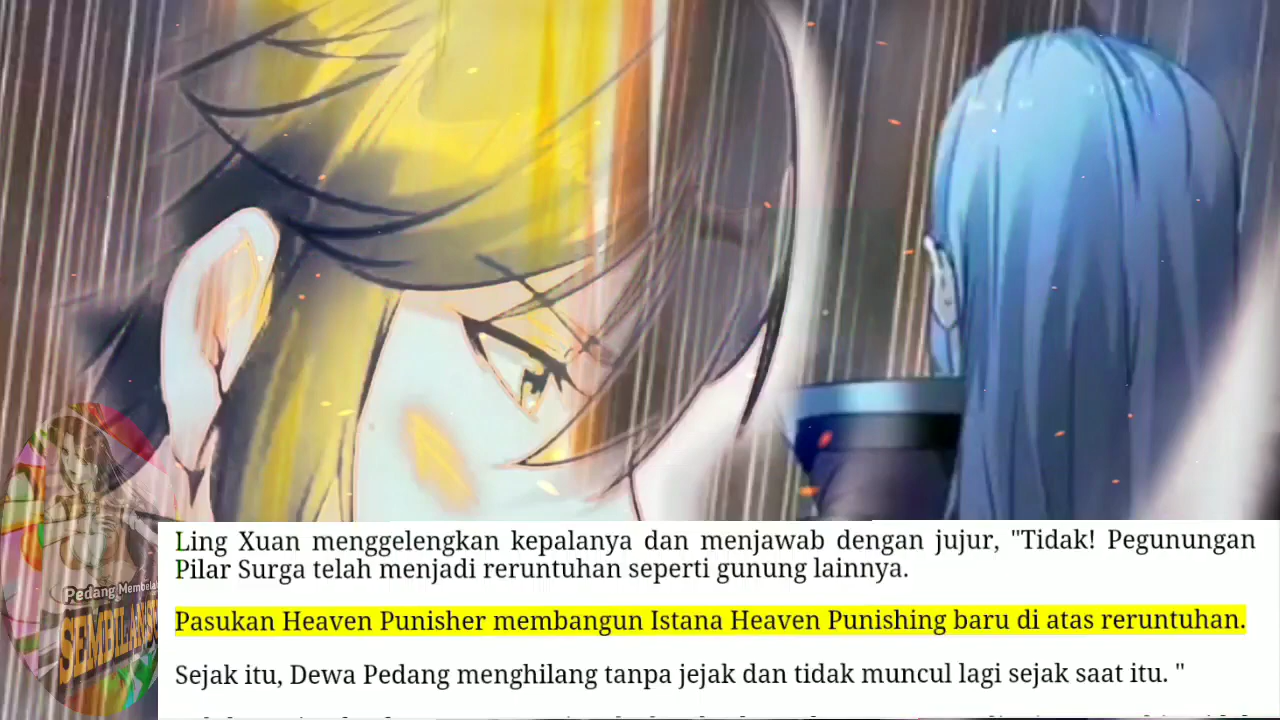 Ling Xuan menggelengkan kepalanya dan menjawab dengan jujur, "Tidak! Pegunungan
Pilar Surga telah menjadi reruntuhan seperti gunung lainnya.
Pasukan Heaven Punisher membangun Istana Heaven Punishing baru di atas reruntuhan.
Sejak itu, Dewa Pedang menghilang tanpa jejak dan tidak muncul lagi sejak saat itu. "
Pedang